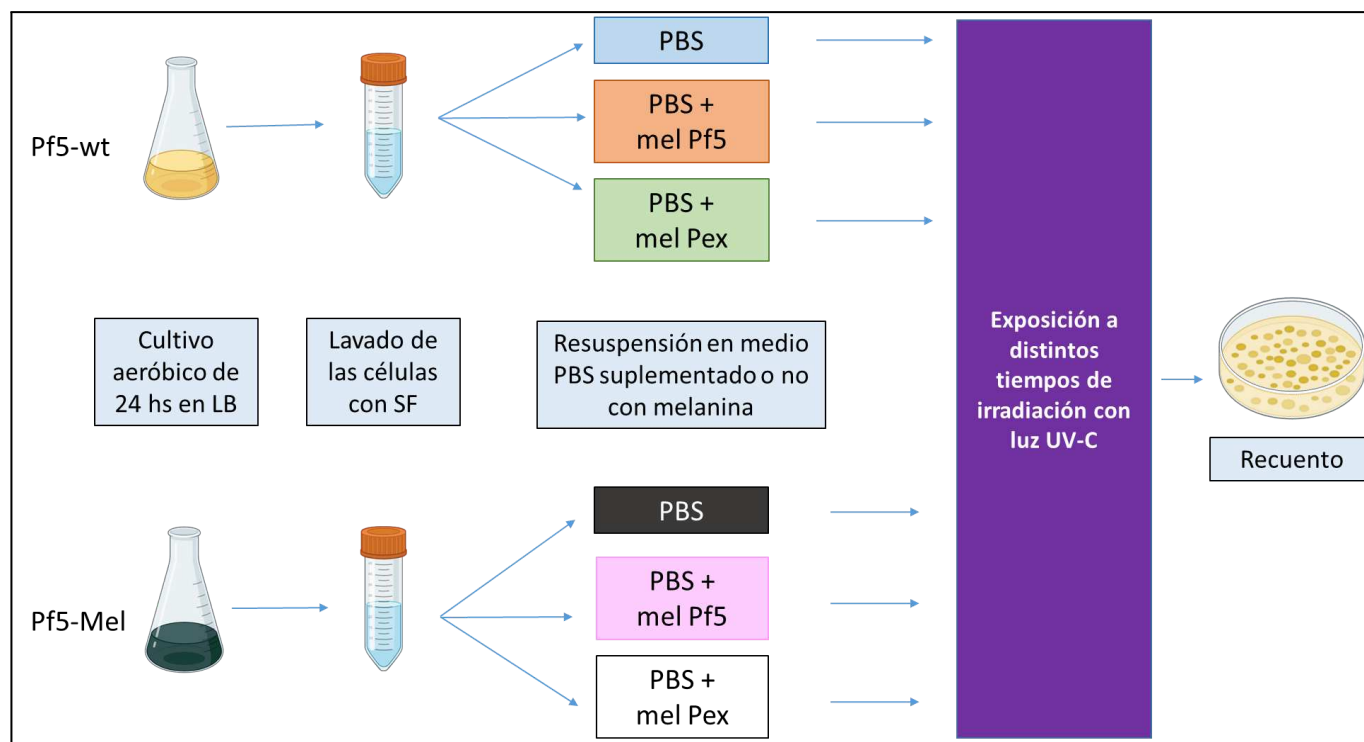 Pf5-wt
PBS
PBS +
mel Pf5
PBS +
mel Pex
Cultivo
aeróbico de
24 hs en LB
Lavado de
las células
con SF
Resuspensión en medio
PBS suplementado o no
con melanina
Exposición a
distintos
tiempos de
irradiación con
luz UV-C
Recuento
Pf5-Mel
PBS
PBS +
mel Pf5
PBS +
mel Pex